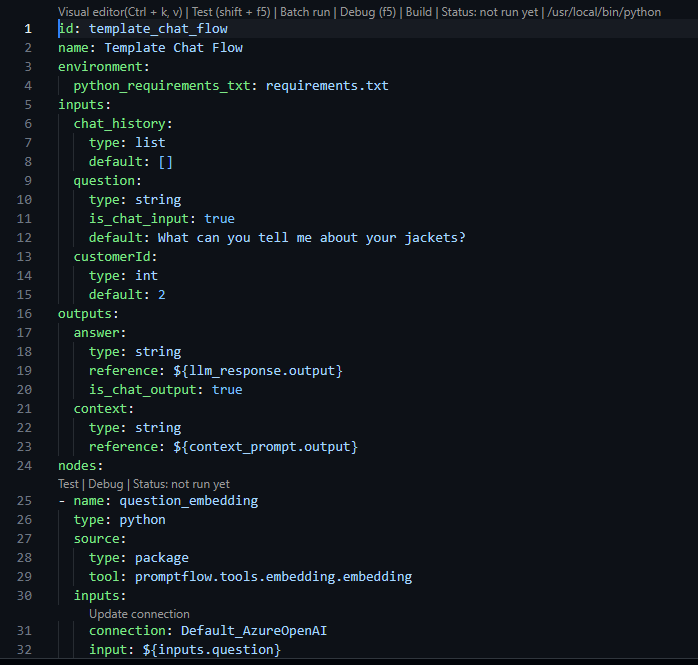 Visual editor(Ctrl + k, v) | Test (shift + f5) | Batch run | Debug (f5) | Build | Status: not run yet | /usr/local/bin/python
1 id: template_chat_flow
2 name: Template Chat Flow
3 environment:
4   python_requirements_txt: requirements.txt
5 inputs:
6   chat_history:
7     type: list
8     default: []
9   question:
10     type: string
11     is_chat_input: true
12     default: What can you tell me about your jackets?
13   customerId:
14     type: int
15     default: 2
16 outputs:
17   answer:
18     type: string
19     reference: ${llm_response.output}
20     is_chat_output: true
21   context:
22     type: string
23     reference: ${context_prompt.output}
24 nodes:
Test | Debug | Status: not run yet
25 - name: question_embedding
26   type: python
27   source:
28     type: package
29     tool: promptflow.tools.embedding.embedding
30   inputs:
Update connection
31     connection: Default_AzureOpenAI
32     input: ${inputs.question}